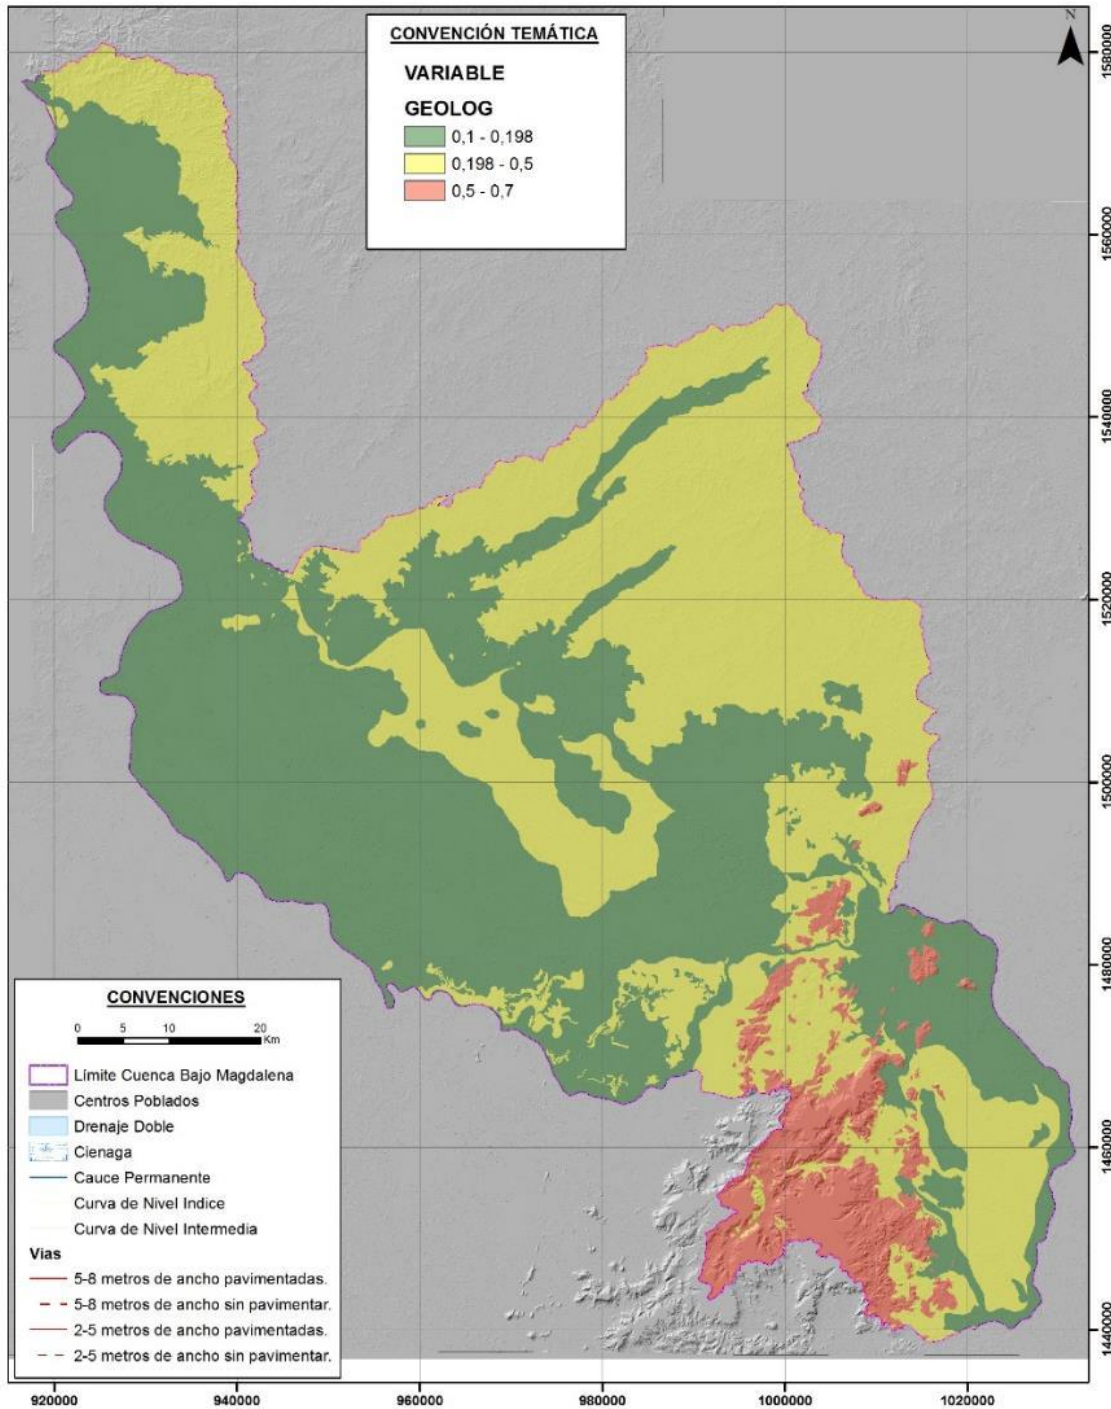 CONVENCIÓN TEMÁTICA
VARIABLE
GEOLOG
0,1 - 0,198
0,198 - 0,5
0,5 - 0,7
N
1580000
1560000
1540000
1520000
1500000
1480000
1460000
1440000
CONVENCIONES
0 5 10 20
Km
Límite Cuenca Bajo Magdalena
Centros Poblados
Drenaje Doble
Cienaga
Cauce Permanente
Curva de Nivel Indice
Curva de Nivel Intermedia
Vias
5-8 metros de ancho pavimentadas.
5-8 metros de ancho sin pavimentar.
2-5 metros de ancho pavimentadas.
2-5 metros de ancho sin pavimentar.
920000 940000 960000 980000 1000000 1020000